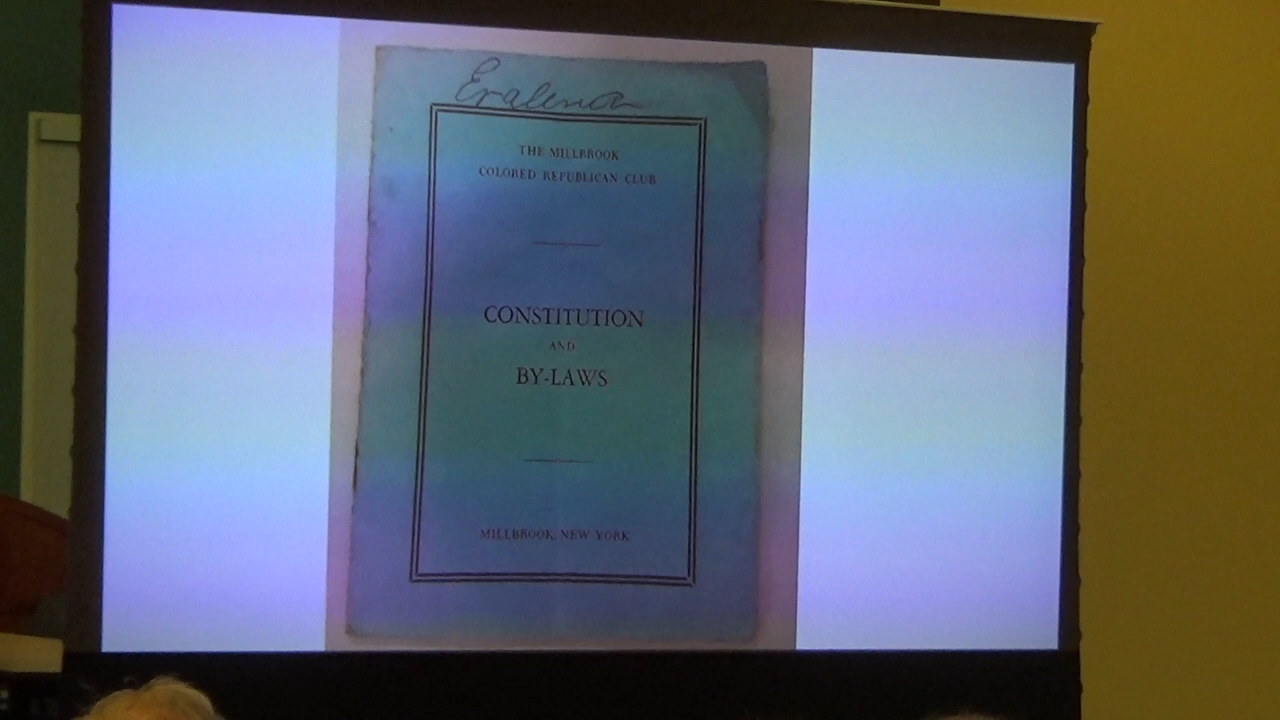 Evalena
THE MILLBROOK
COLORED REPUBLICAN CLUB
CONSTITUTION
AND
BY-LAWS
MILLBROOK, NEW YORK